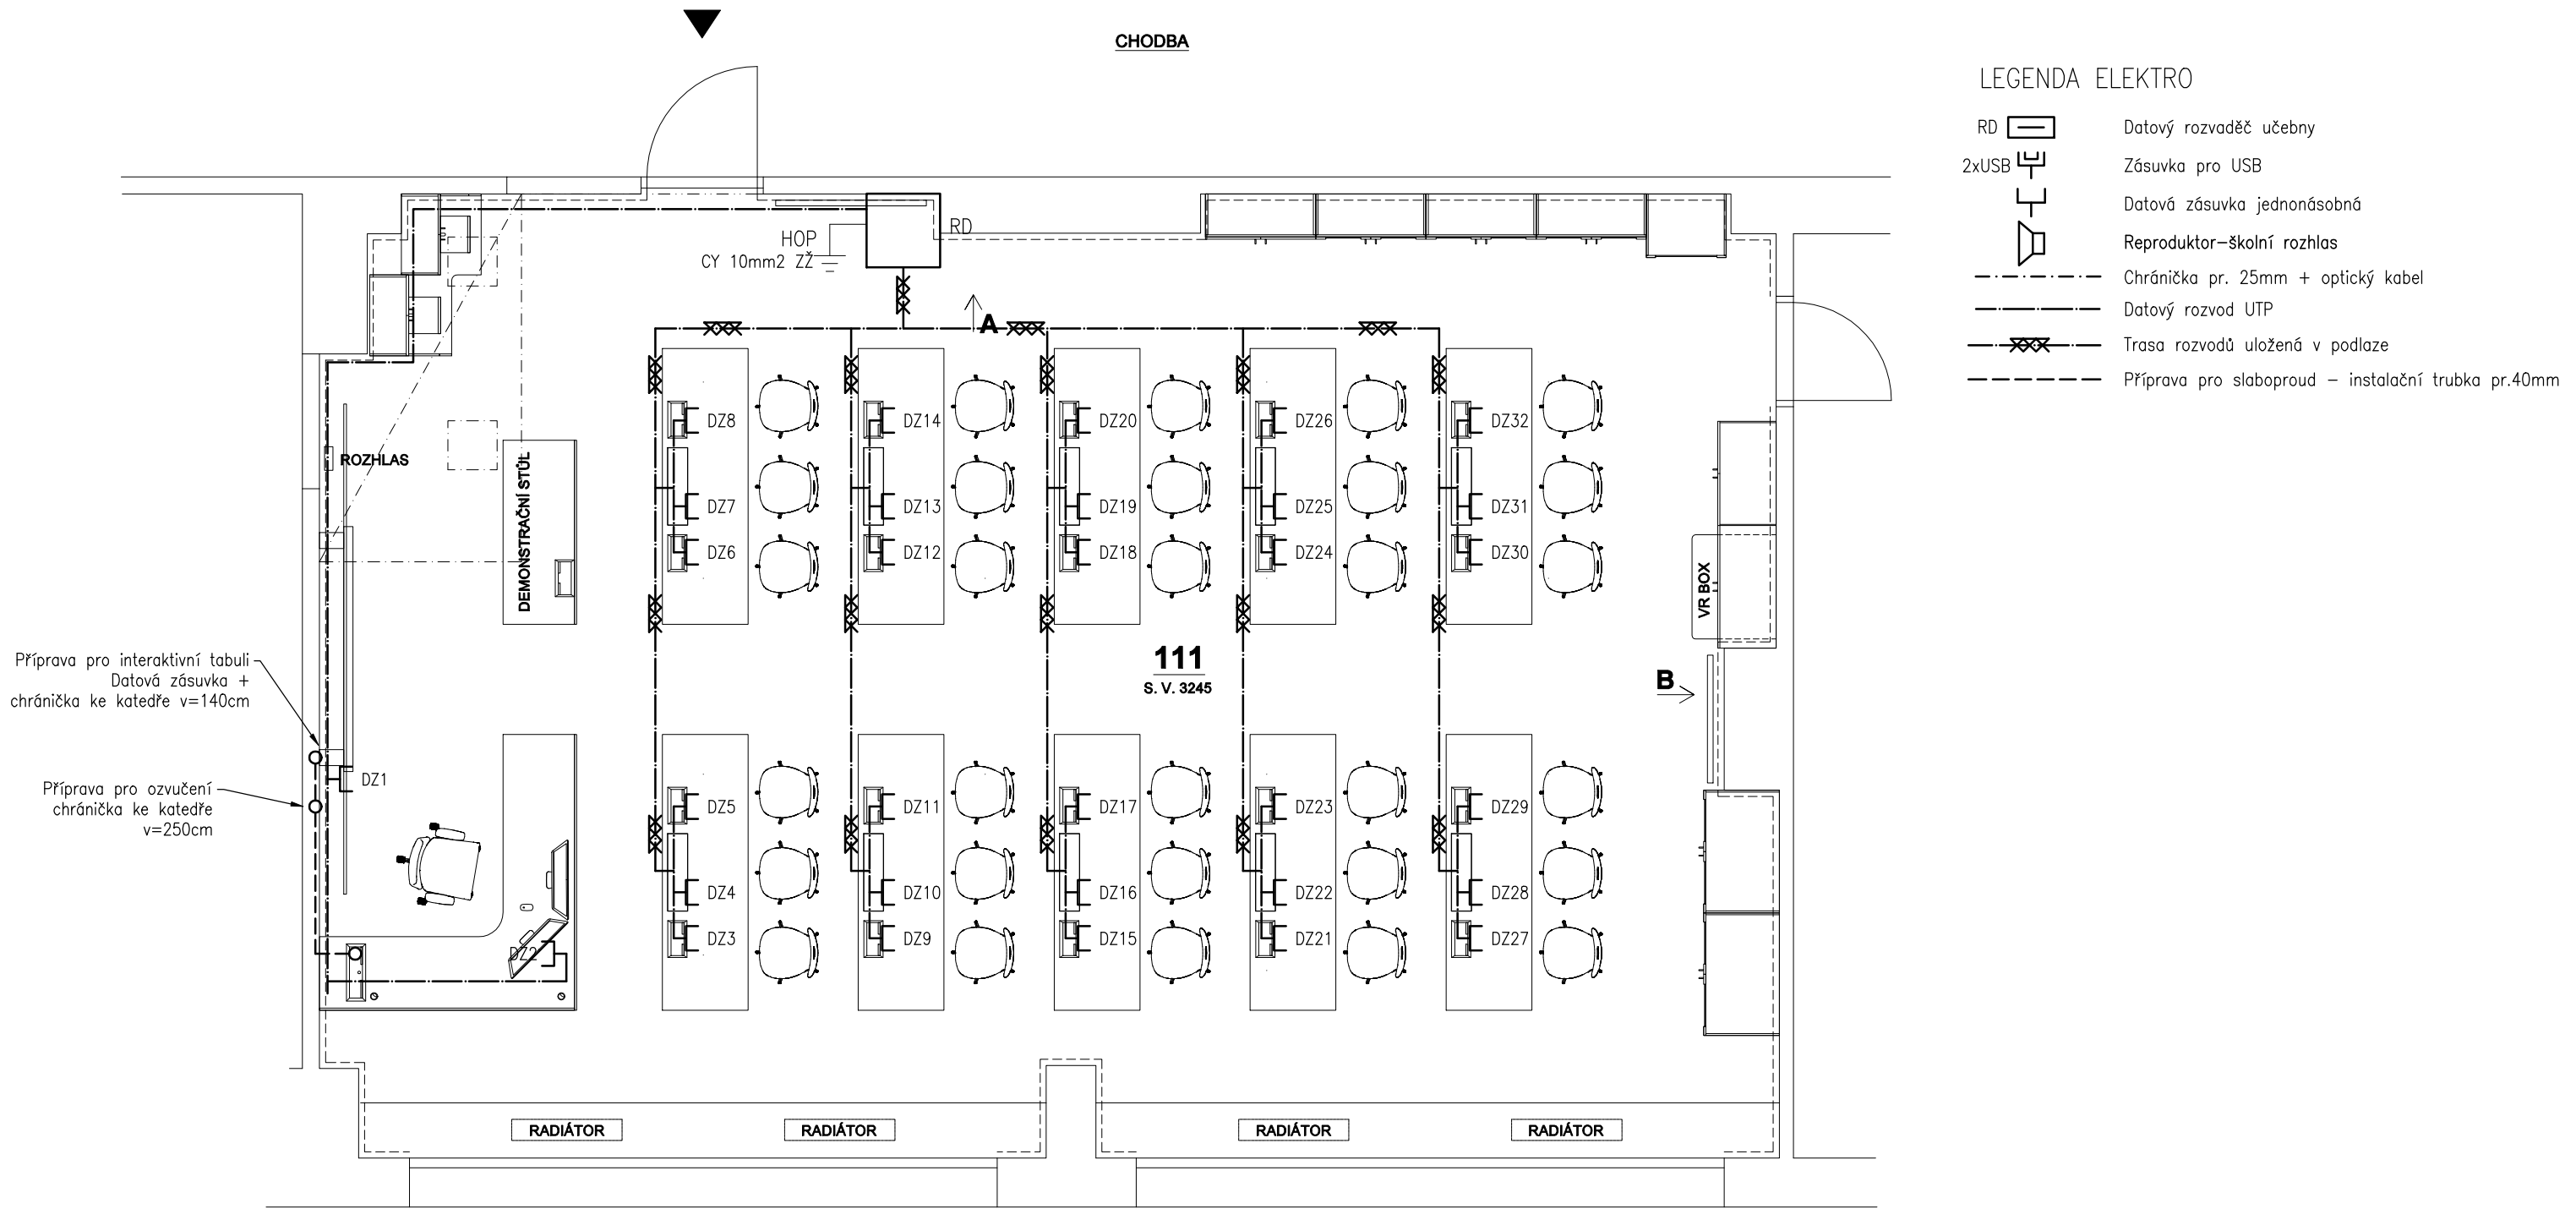 CHODBA
LEGENDA ELEKTRO
RD
Datový rozvaděč učebny
2xUSB
Zásuvka pro USB
Datová zásuvka jednonásobná
Reproduktor–školní rozhlas
Chránička pr. 25mm + optický kabel
Datový rozvod UTP
Trasa rozvodů uložená v podlaze
Příprava pro slaboproud – instalační trubka pr.40mm
RD
HOP
CY 10mm2 ZŽ
A
DZ8
DZ14
DZ20
DZ26
DZ32
ROZHLAS
DEMONSTRAČNÍ STŮL
DZ7
DZ13
DZ19
DZ25
DZ31
DZ6
DZ12
DZ18
DZ24
DZ30
VR BOX
111
S. V. 3245
B
Příprava pro interaktivní tabuli
Datová zásuvka +
chránička ke katedře v=140cm
DZ1
Příprava pro ozvučení
chránička ke katedře
v=250cm
DZ5
DZ11
DZ17
DZ23
DZ29
DZ4
DZ10
DZ16
DZ22
DZ28
DZ3
DZ9
DZ15
DZ21
DZ27
DZ2
RADIÁTOR
RADIÁTOR
RADIÁTOR
RADIÁTOR